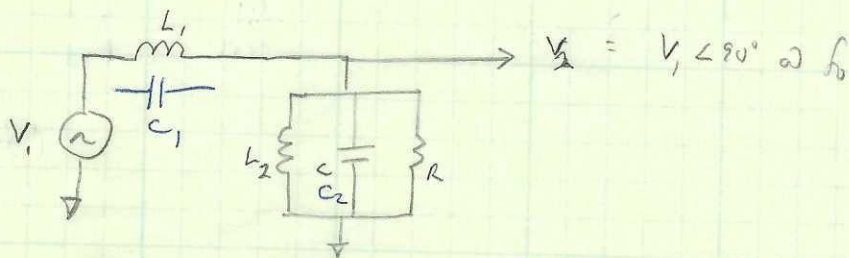 L₁
V₂ = V₁ ∠90° @ f₀
C₁
V₁
~
L₂
C
C₂
R